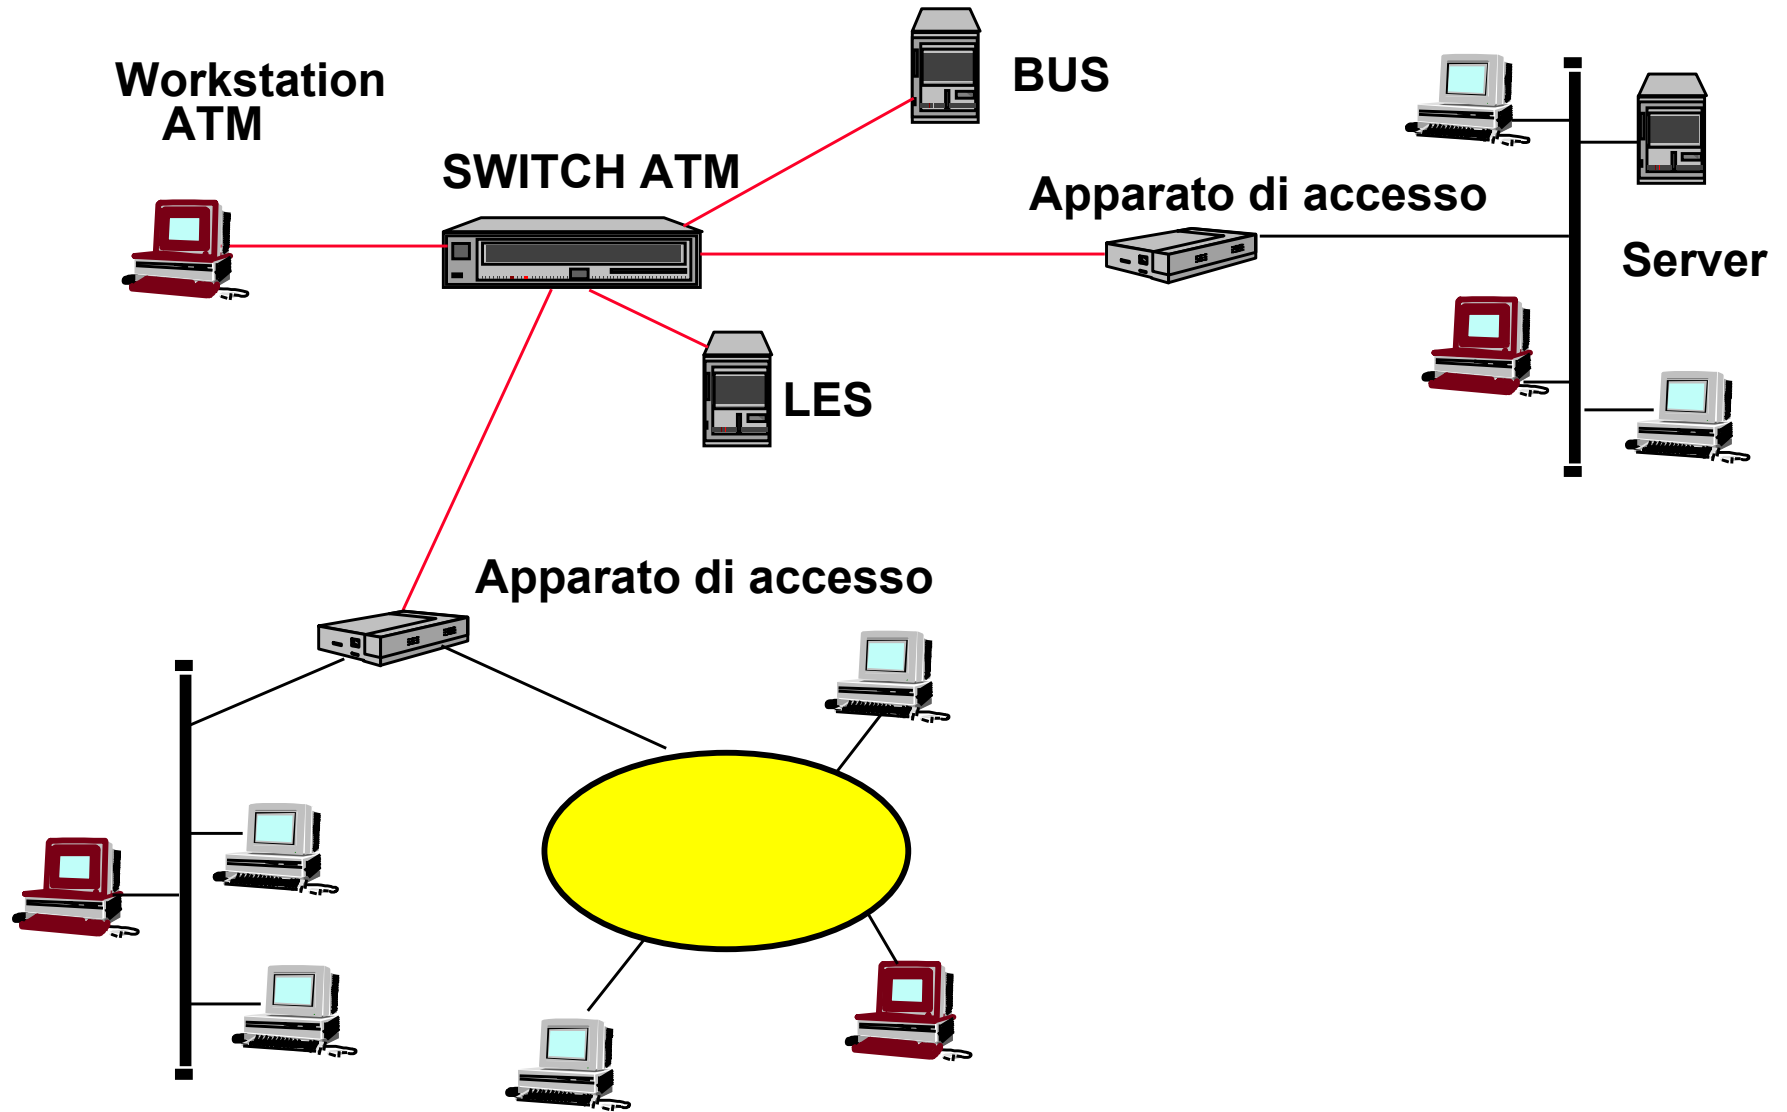 Workstation
ATM
BUS
SWITCH ATM
Apparato di accesso
Server
LES
Apparato di accesso